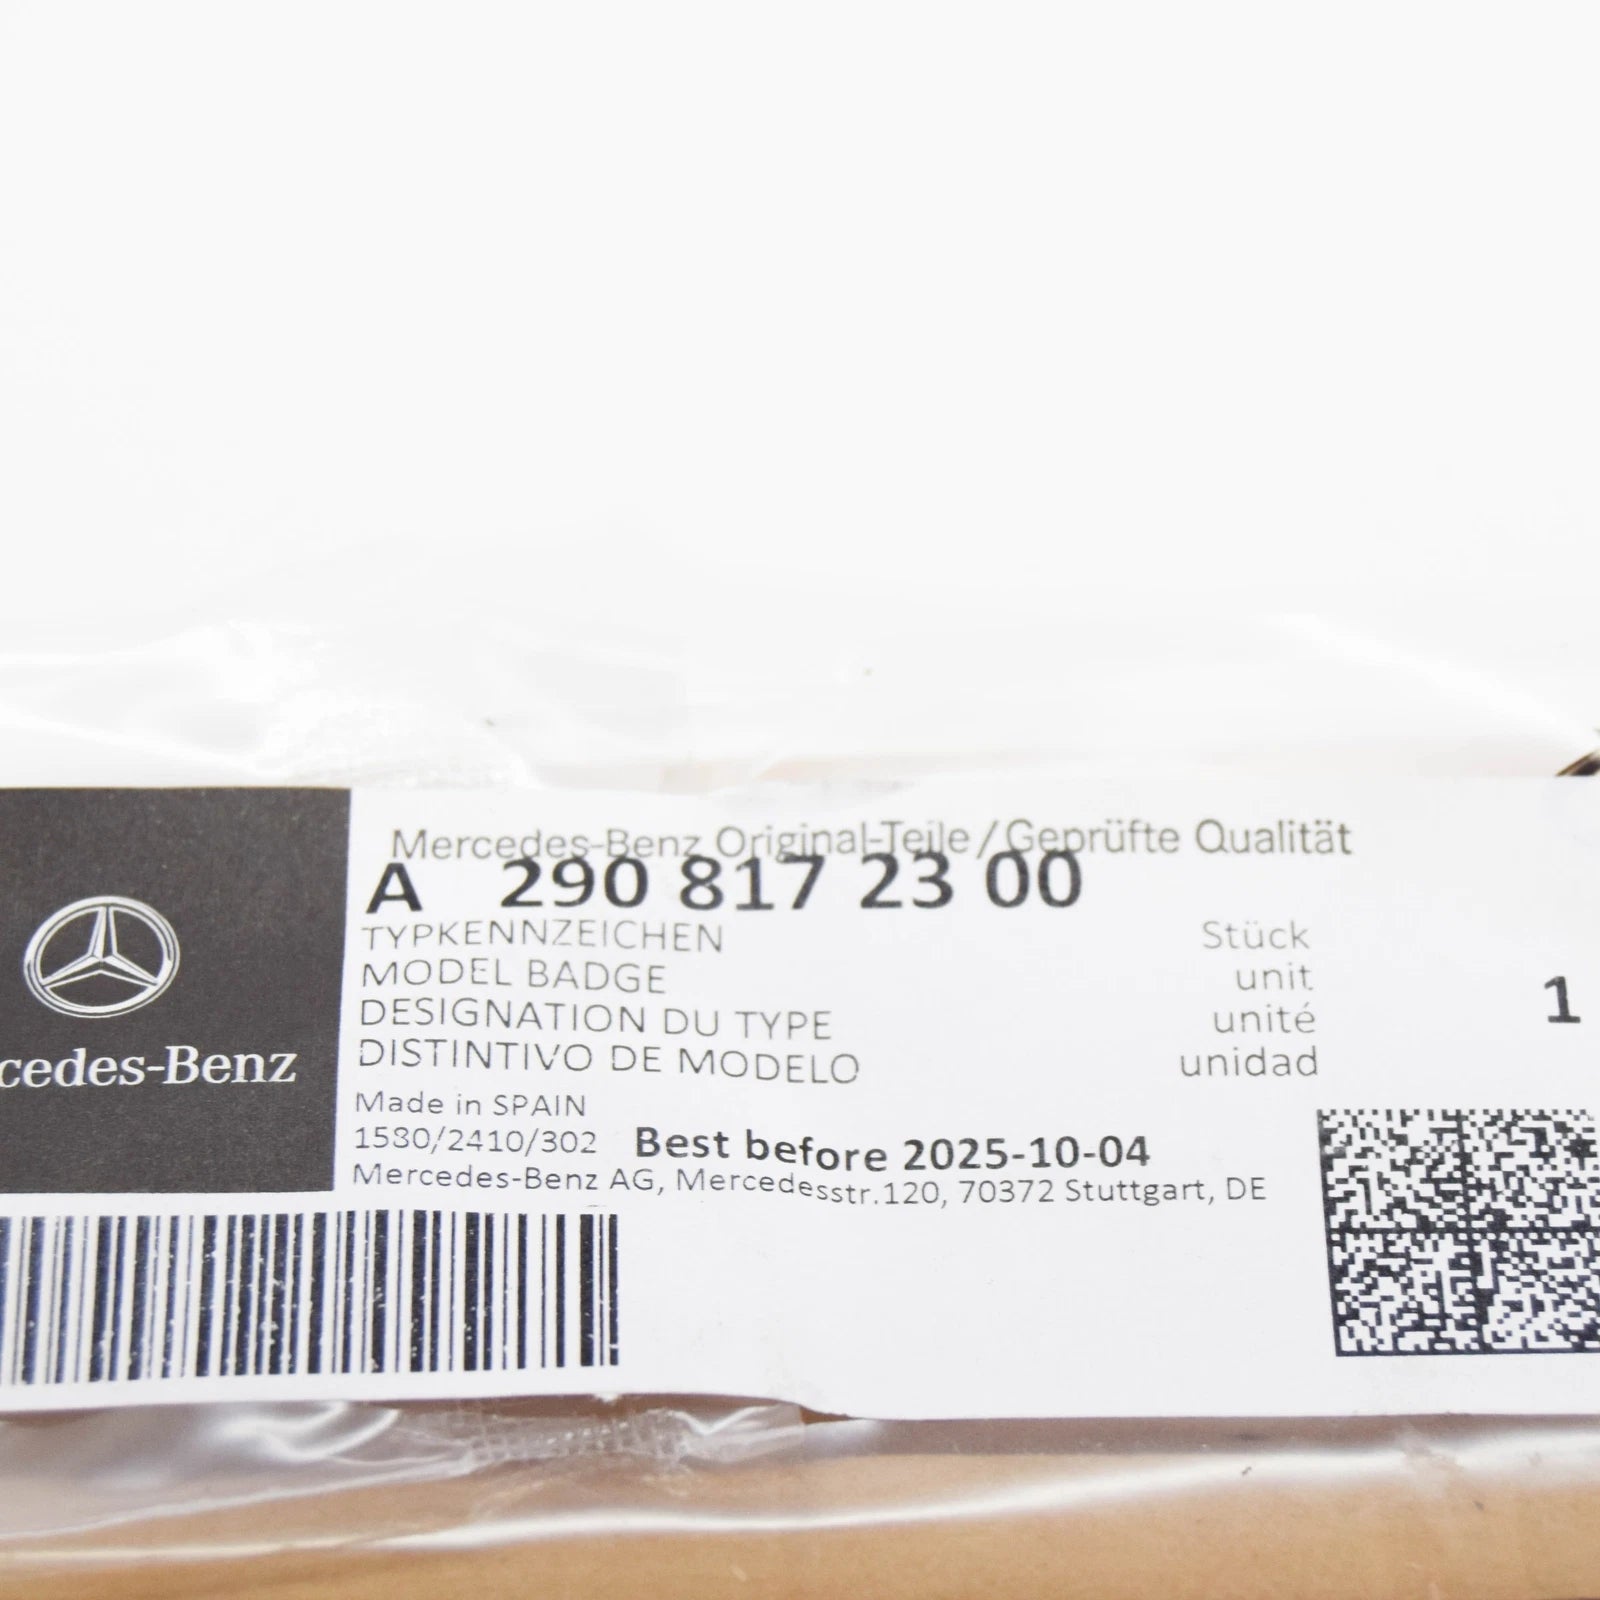 Mercedes-Benz Original-Teile/Geprüfte Qualität
A 290 817 23 00
TYPKENNZEICHEN
MODEL BADGE
DESIGNATION DU TYPE
DISTINTIVO DE MODELO
Stück
unit
unité
unidad
1
cedes-Benz
Made in SPAIN
1580/2410/302 Best before 2025-10-04
Mercedes-Benz AG, Mercedesstr.120, 70372 Stuttgart, DE